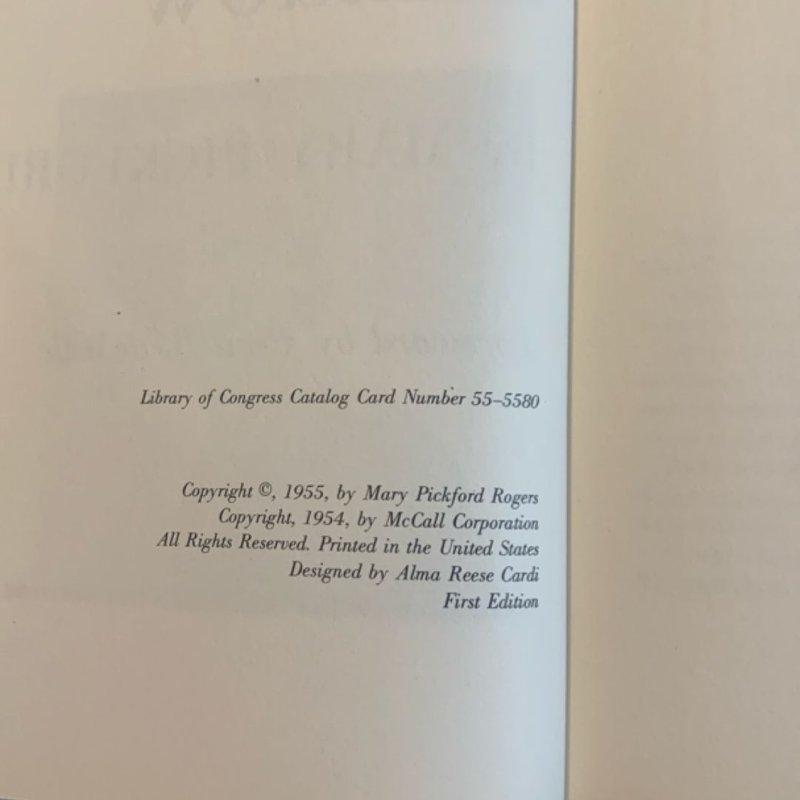 Library of Congress Catalog Card Number 55–5580
Copyright ©, 1955, by Mary Pickford Rogers
Copyright, 1954, by McCall Corporation
All Rights Reserved. Printed in the United States
Designed by Alma Reese Cardi
First Edition